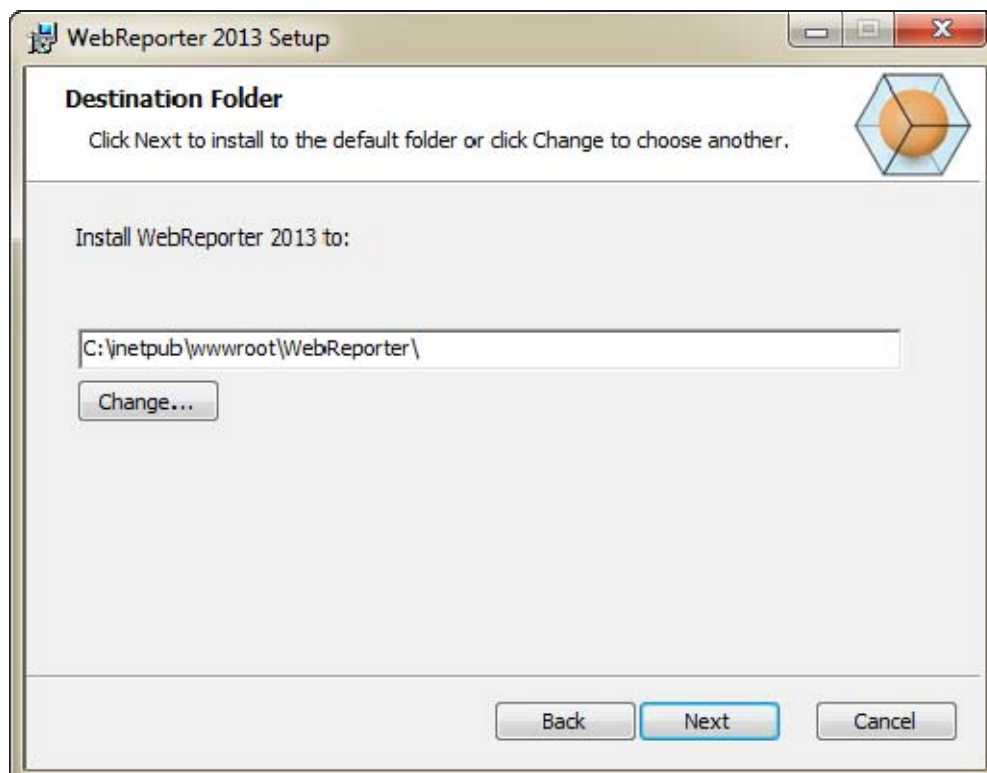 WebReporter 2013 Setup
Destination Folder
Click Next to install to the default folder or click Change to choose another.
Install WebReporter 2013 to:
C:\inetpub\wwwroot\WebReporter\
Change...
Back Next Cancel